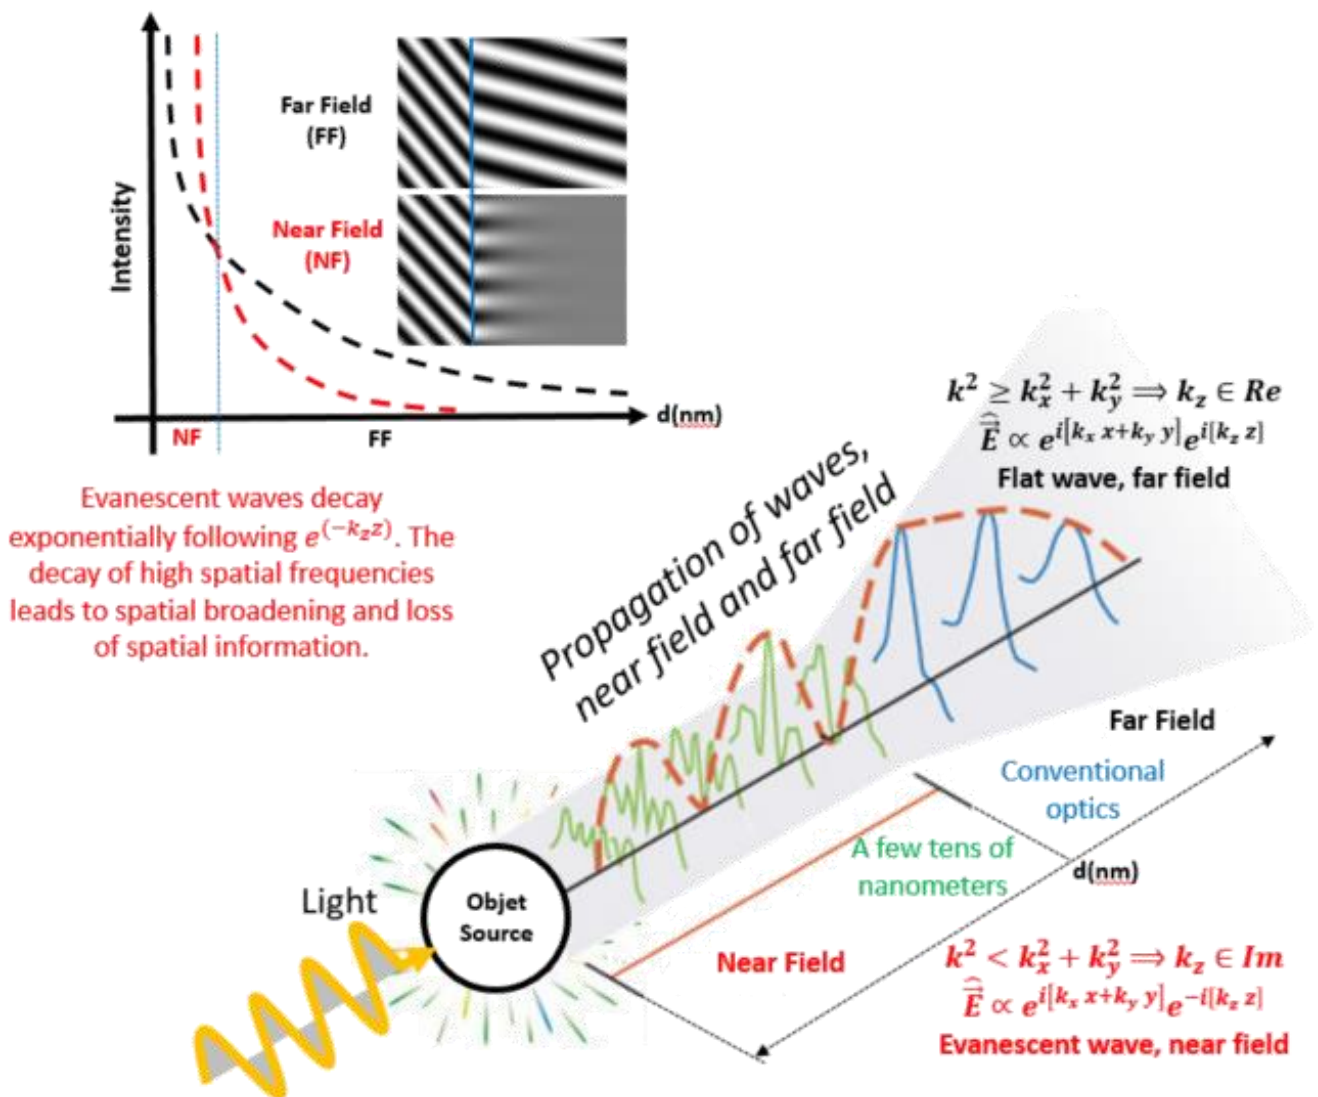 Intensity
Far Field
(FF)
Near Field
(NF)
d(nm)
NF
FF
Evanescent waves decay
exponentially following e^(-k_z z). The
decay of high spatial frequencies
leads to spatial broadening and loss
of spatial information.
Propagation of waves,
near field and far field
k² ≥ k_x² + k_y² ⟹ k_z ∈ Re
E ∝ e^{i[k_x x+k_y y]} e^{i[k_z z]}
Flat wave, far field
Far Field
Conventional
optics
A few tens of
nanometers
d(nm)
Light
Objet
Source
Near Field
k² < k_x² + k_y² ⟹ k_z ∈ Im
E ∝ e^{i[k_x x+k_y y]} e^{-i[k_z z]}
Evanescent wave, near field